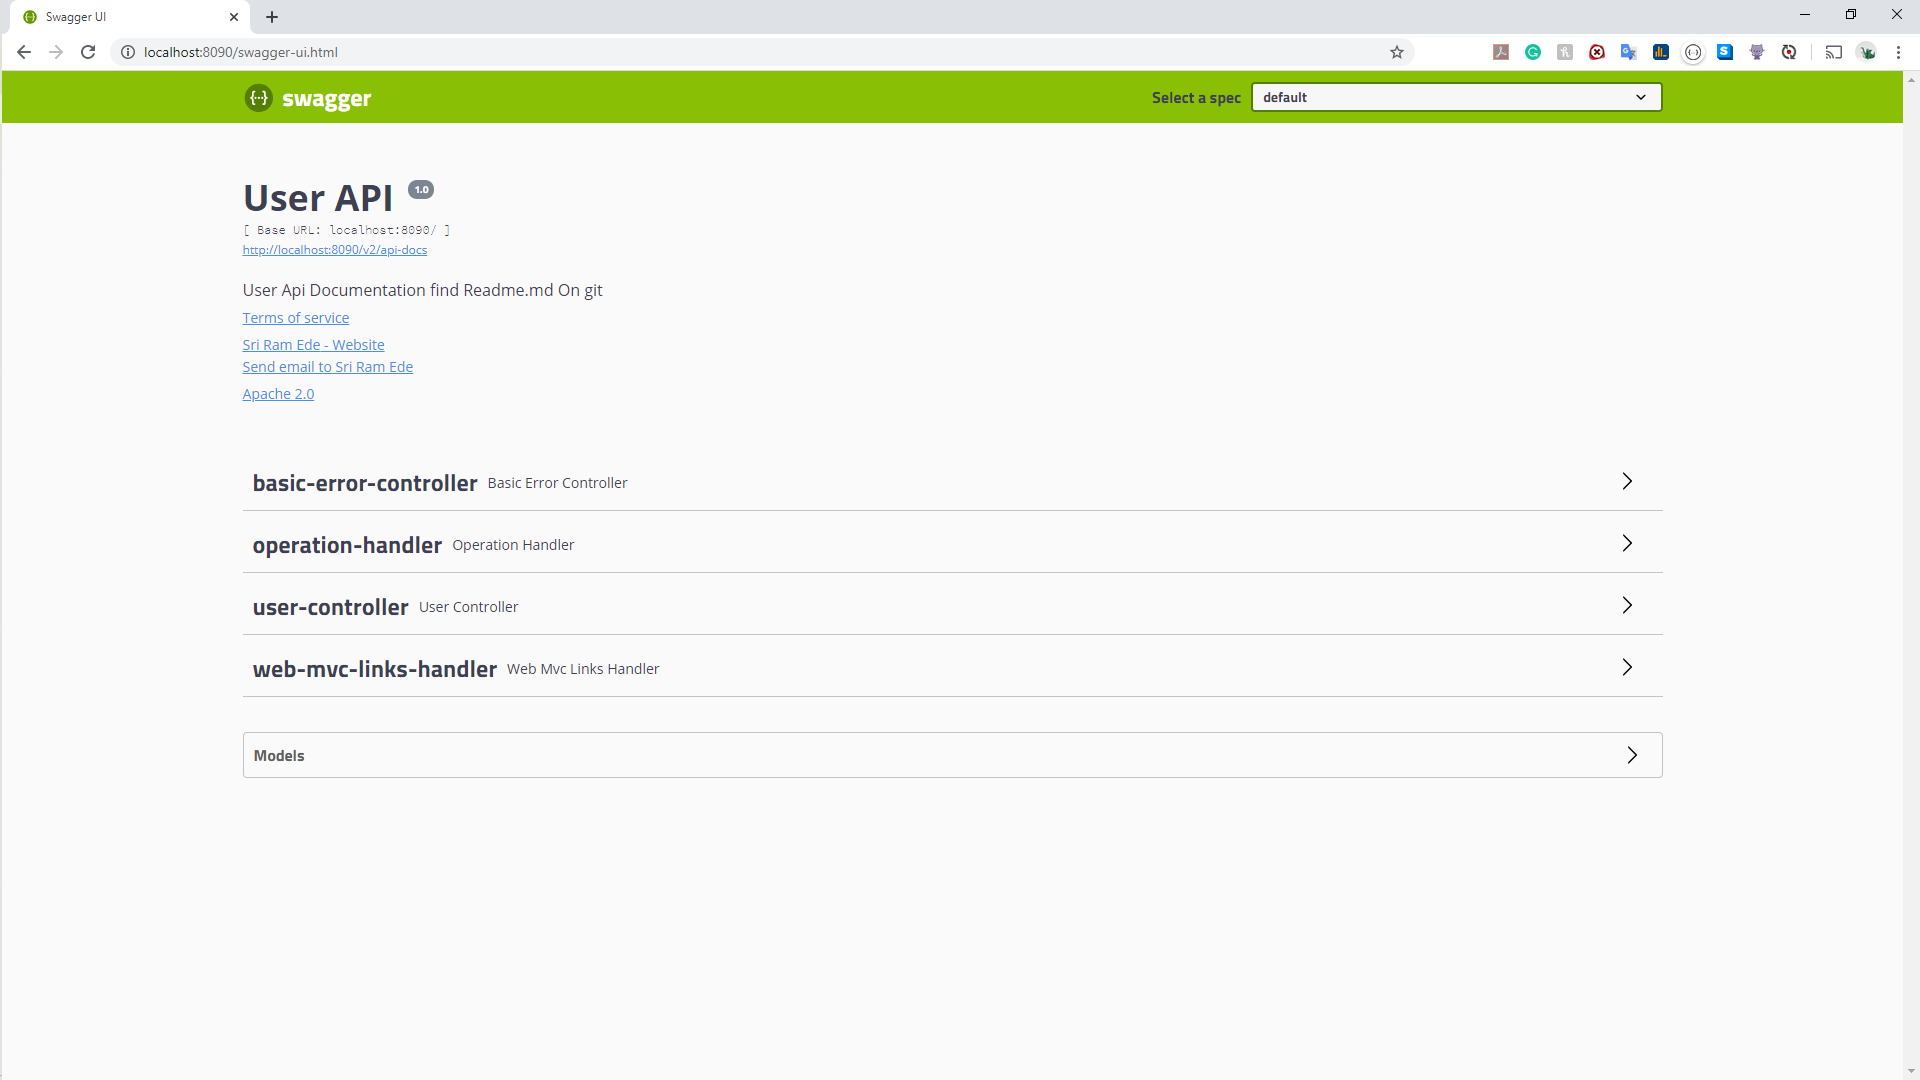 Swagger UI
localhost:8090/swagger-ui.html
swagger
Select a spec default
User API 1.0
[ Base URL: localhost:8090/ ]
http://localhost:8090/v2/api-docs
User Api Documentation find Readme.md On git
Terms of service
Sri Ram Ede - Website
Send email to Sri Ram Ede
Apache 2.0
basic-error-controller Basic Error Controller
operation-handler Operation Handler
user-controller User Controller
web-mvc-links-handler Web Mvc Links Handler
Models